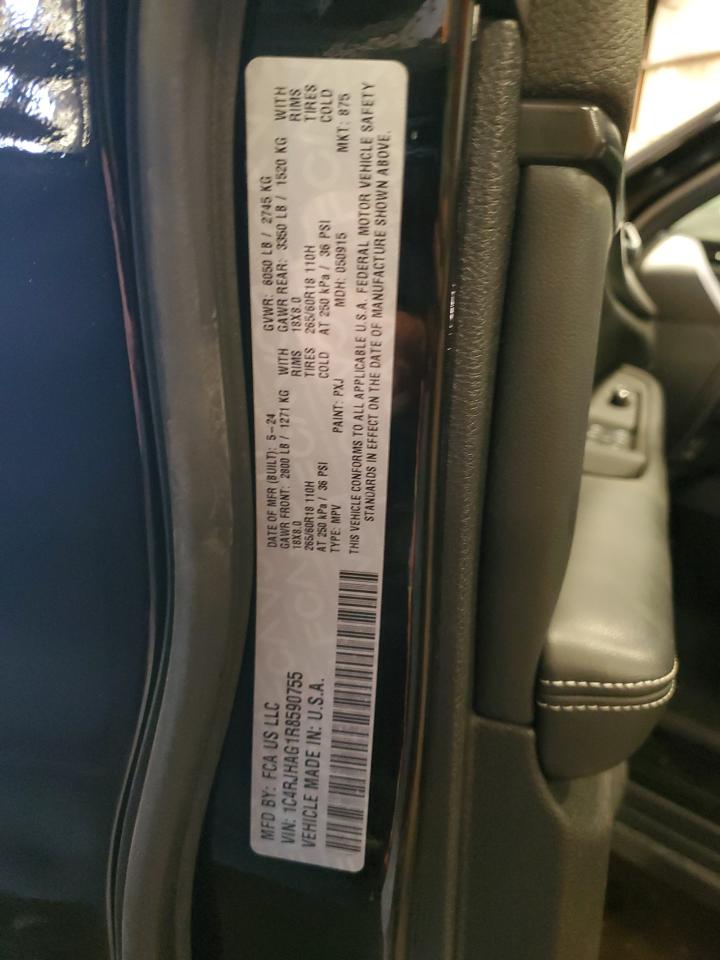 MFD BY: FCA US LLC
VIN: 1C4RJHAG1R8590755
VEHICLE MADE IN: U.S.A.
DATE OF MFR (BUILT): 5-24
GAWR FRONT: 2800 LB / 1271 KG WITH
18X8.0 RIMS
265/60R18 110H TIRES
AT 250 kPa / 36 PSI COLD
TYPE: MPV PAINT: PXJ
GVWR: 6050 LB / 2745 KG
GAWR REAR: 3350 LB / 1520 KG WITH
18X8.0 RIMS
265/60R18 110H TIRES
AT 250 kPa / 36 PSI COLD
MDH: 050915 MKT: 875
THIS VEHICLE CONFORMS TO ALL APPLICABLE U.S.A. FEDERAL MOTOR VEHICLE SAFETY
STANDARDS IN EFFECT ON THE DATE OF MANUFACTURE SHOWN ABOVE.